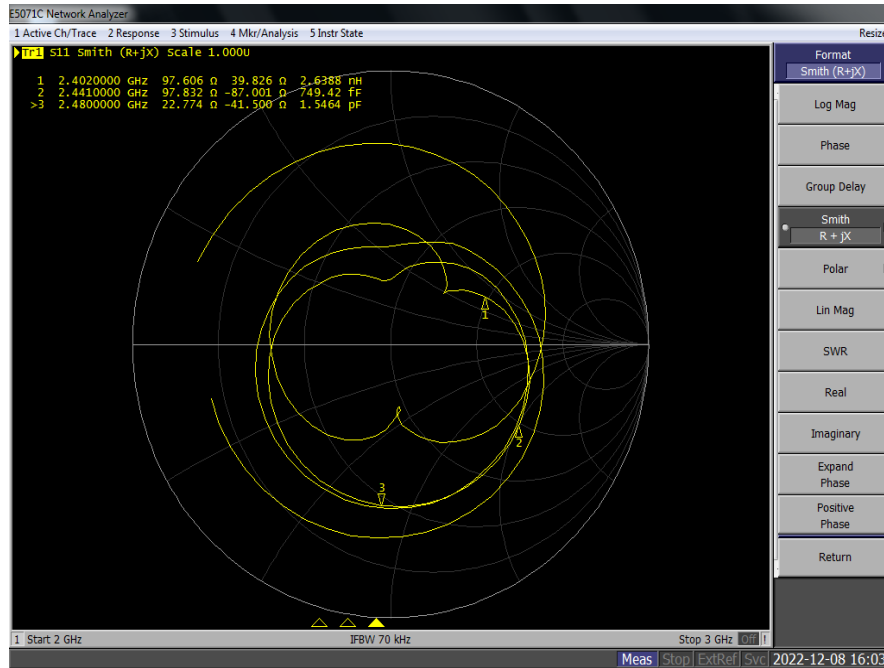 E5071C Network Analyzer
1 Active Ch/Trace 2 Response 3 Stimulus 4 Mkr/Analysis 5 Instr State
Resize
Tr1 S11 Smith (R+jX) Scale 1.000U
1 2.4020000 GHz 97.606 Ω 39.826 Ω 2.6388 nH
2 2.4410000 GHz 97.832 Ω -87.001 Ω 749.42 fF
>3 2.4800000 GHz 22.774 Ω -41.500 Ω 1.5464 pF
1
2
3
Format
Smith (R+jX)
Log Mag
Phase
Group Delay
Smith
R + jX
Polar
Lin Mag
SWR
Real
Imaginary
Expand
Phase
Positive
Phase
Return
1 Start 2 GHz
IFBW 70 kHz
Stop 3 GHz Off !
Meas Stop ExtRef Svc 2022-12-08 16:03